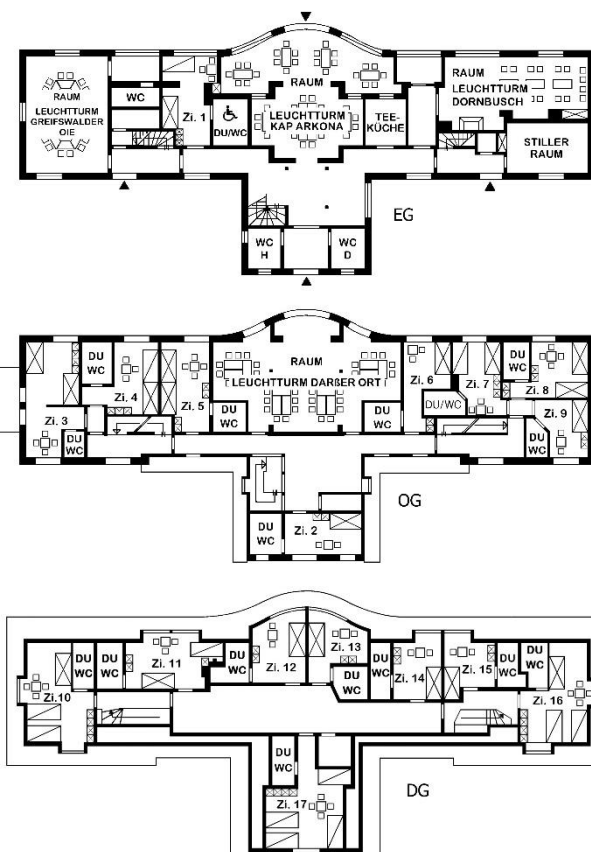 RAUM
LEUCHTTURM
GREIFSWALDER
OIE
WC
Zi. 1
DU/WC
RAUM
LEUCHTTURM
KAP ARKONA
TEE-
KÜCHE
RAUM
LEUCHTTURM
DORNBUSCH
STILLER
RAUM
WC
H
WC
D
EG
Zi. 3
DU
WC
DU
WC
Zi. 4
Zi. 5
DU
WC
RAUM
LEUCHTTURM DARßER ORT
DU
WC
Zi. 6
DU/WC
Zi. 7
DU
WC
Zi. 8
Zi. 9
DU
WC
DU
WC
Zi. 2
OG
Zi.10
DU
WC
DU
WC
Zi. 11
DU
WC
Zi. 12
Zi. 13
DU
WC
DU
WC
Zi. 14
Zi. 15
DU
WC
DU
WC
Zi. 16
DU
WC
Zi. 17
DG